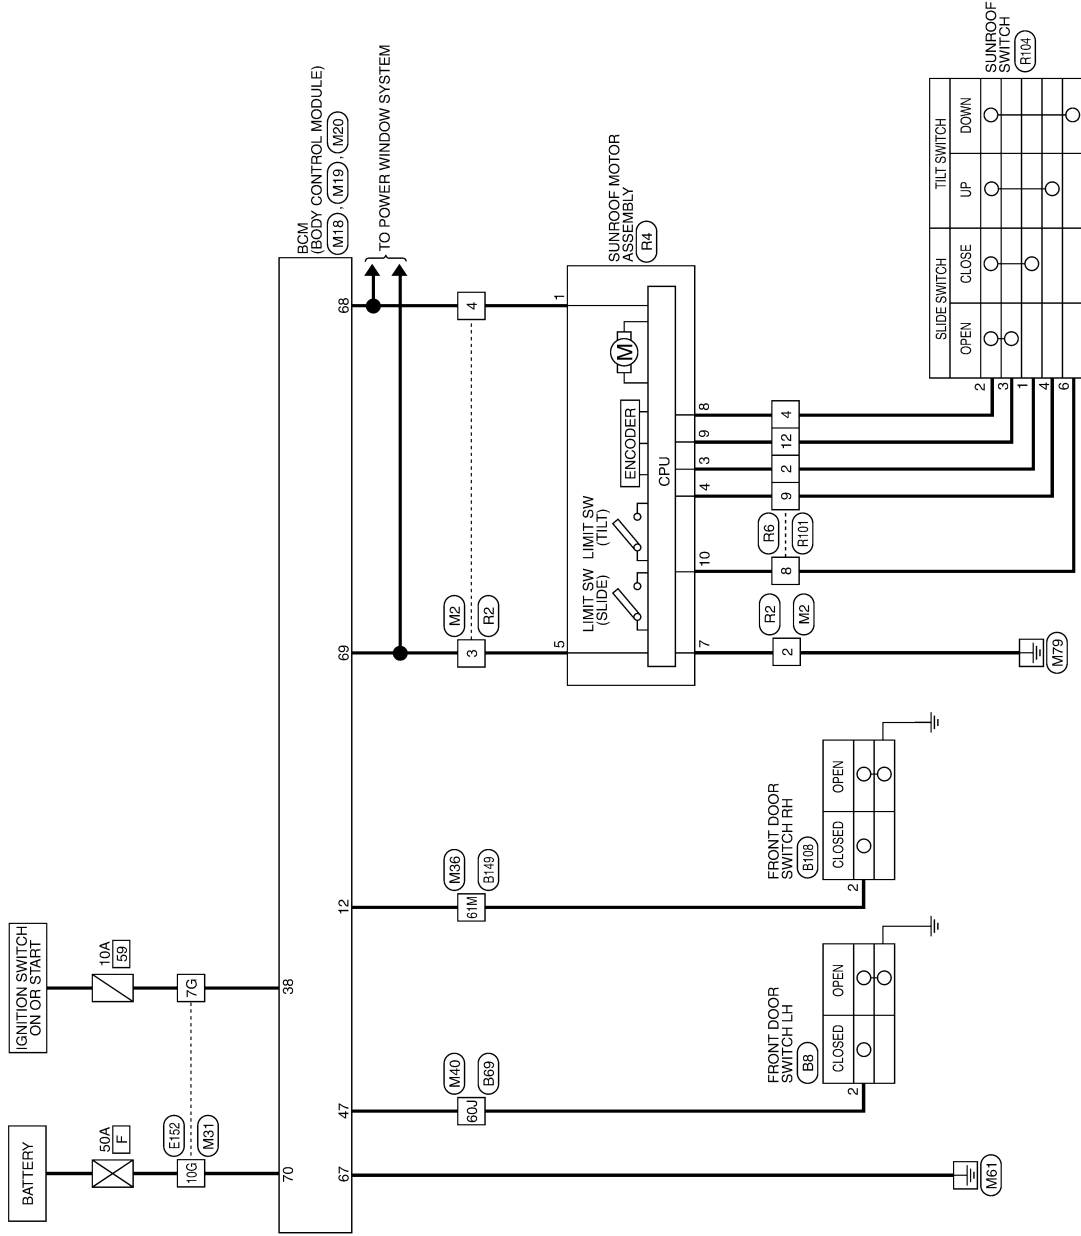 BATTERY
50A
F
E152
10G
M31
70
IGNITION SWITCH
ON OR START
10A
59
7G
38
BCM
(BODY CONTROL MODULE)
M18 , M19 , M20
67
47
12
69
68
TO POWER WINDOW SYSTEM
M61
M40
60J
B69
FRONT DOOR
SWITCH LH
B8
CLOSED
OPEN
2
M36
61M
B149
FRONT DOOR
SWITCH RH
B108
CLOSED
OPEN
2
M2
3
R2
4
5
1
SUNROOF MOTOR
ASSEMBLY
R4
LIMIT SW
(SLIDE)
LIMIT SW
(TILT)
ENCODER
M
CPU
7
10
4
3
9
8
R2
2
M2
M79
R6
8
R101
9
2
12
4
SUNROOF
SWITCH
R104
SLIDE SWITCH
TILT SWITCH
OPEN
CLOSE
UP
DOWN
2
3
1
4
6